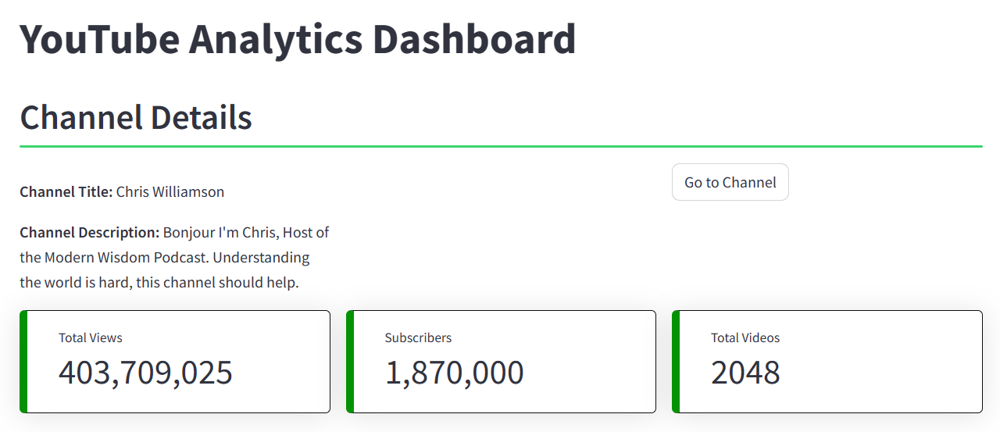 YouTube Analytics Dashboard
Channel Details
Channel Title: Chris Williamson
Go to Channel
Channel Description: Bonjour I'm Chris, Host of
the Modern Wisdom Podcast. Understanding
the world is hard, this channel should help.
Total Views
403,709,025
Subscribers
1,870,000
Total Videos
2048